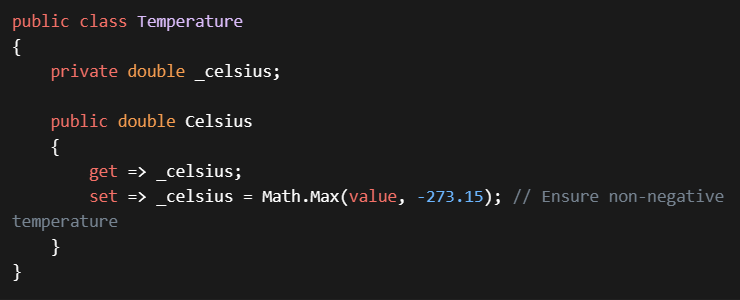 public class Temperature
{
    private double _celsius;

    public double Celsius
    {
        get => _celsius;
        set => _celsius = Math.Max(value, -273.15); // Ensure non-negative
temperature
    }
}